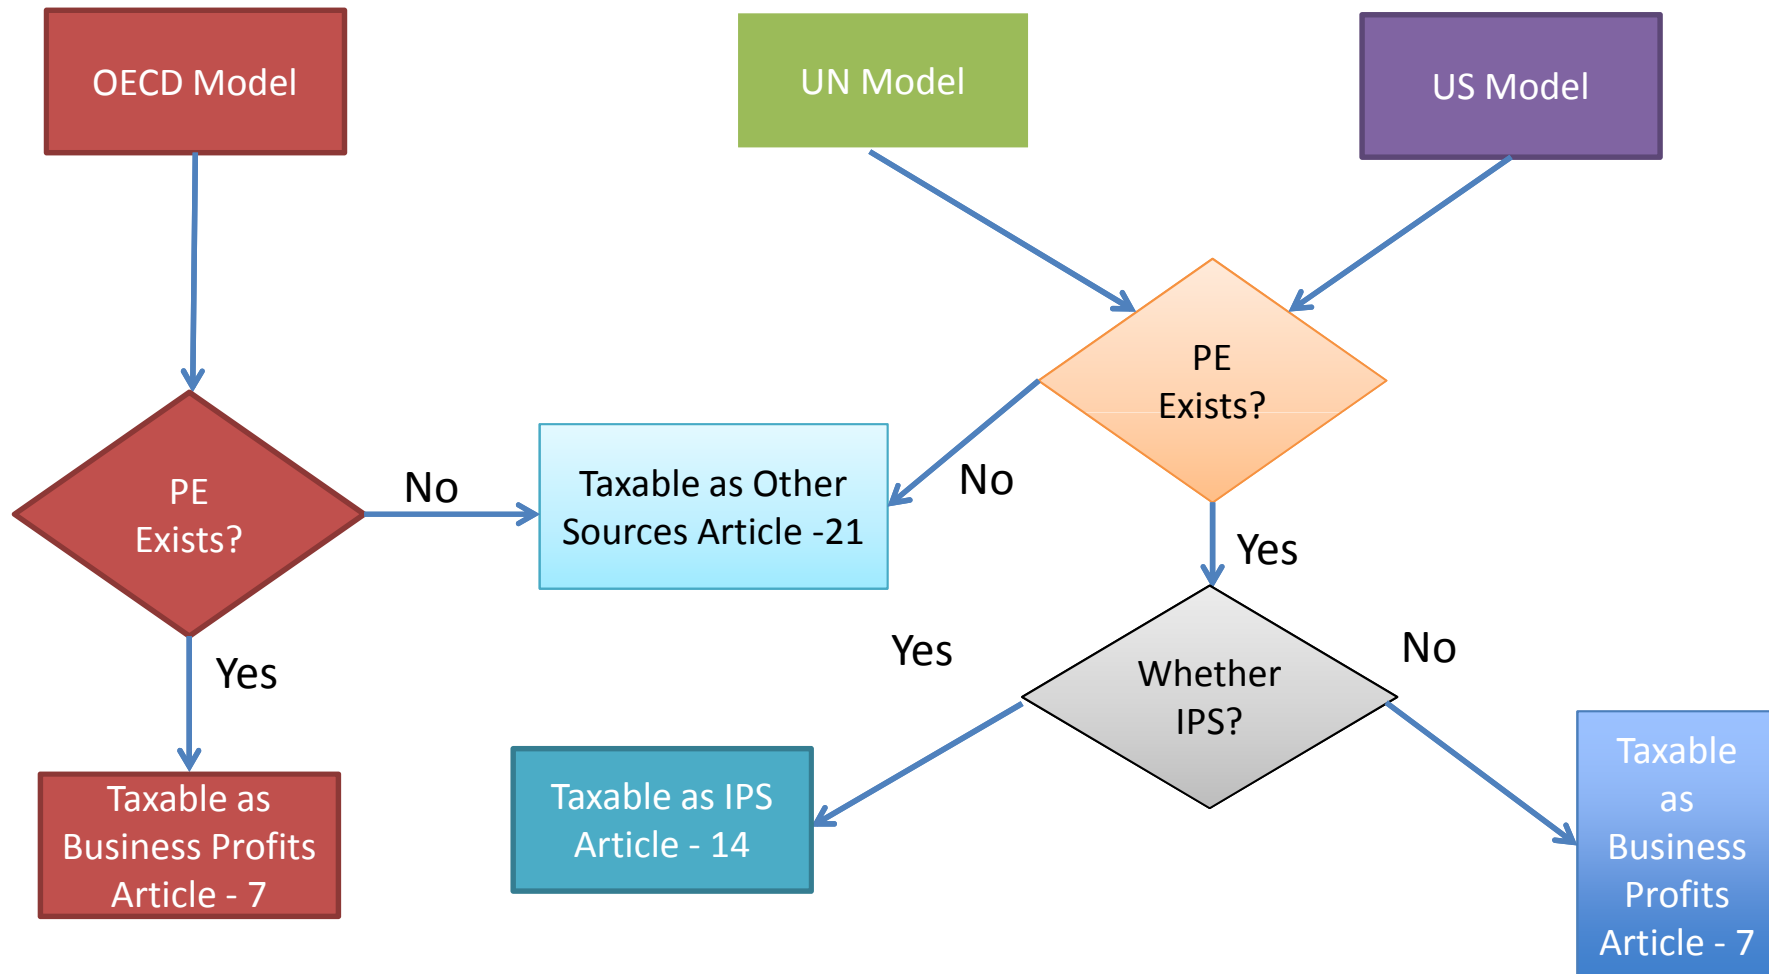 OECD Model
UN Model
US Model
PE
Exists?
PE
Exists?
No
Taxable as Other
Sources Article -21
No
Yes
Yes
Whether
IPS?
Yes
No
Taxable as
Business Profits
Article - 7
Taxable as IPS
Article - 14
Taxable
as
Business
Profits
Article - 7